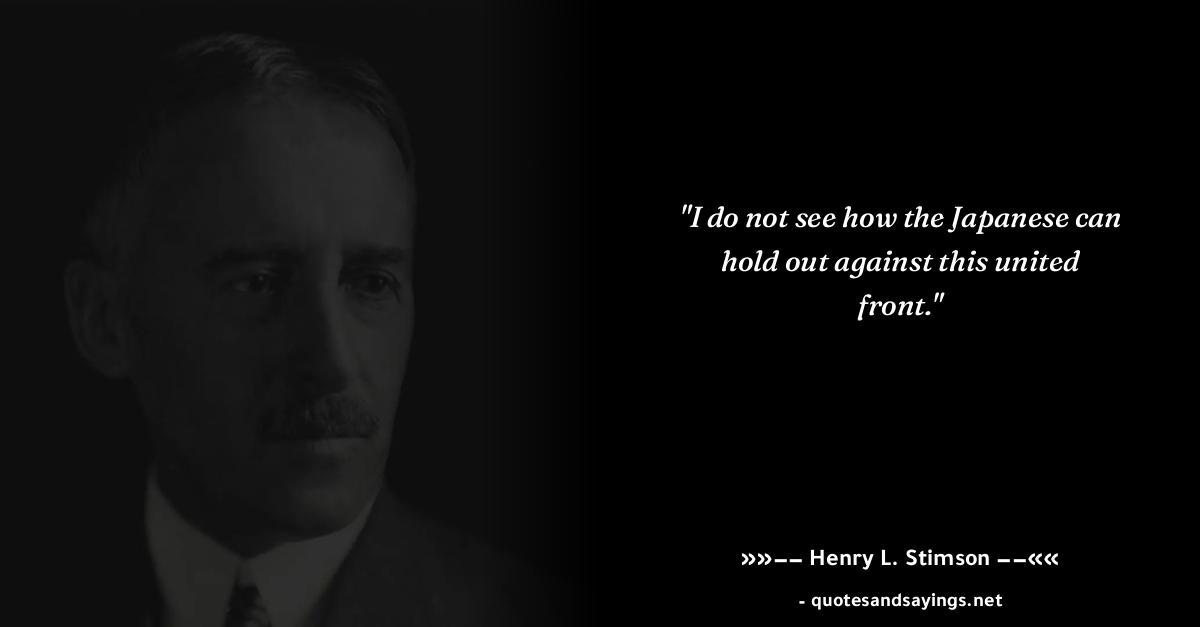 "I do not see how the Japanese can
hold out against this united
front."
»»−− Henry L. Stimson −−««
- quotesandsayings.net